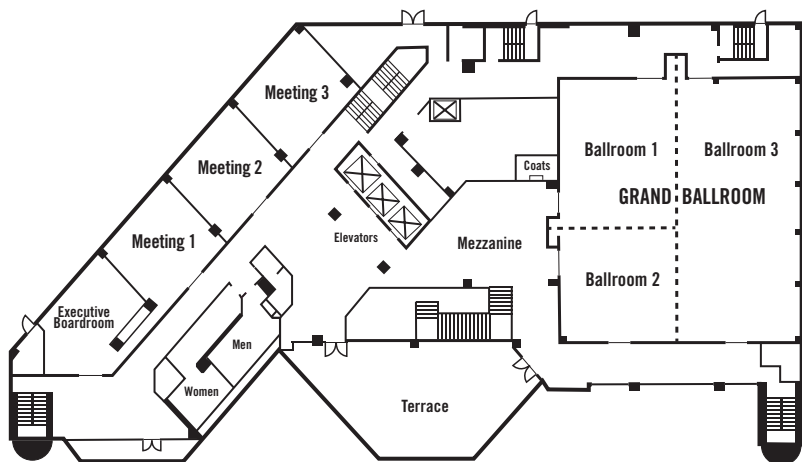 Meeting 3
Meeting 2
Meeting 1
Executive
Boardroom
Elevators
Men
Women
Coats
Mezzanine
Terrace
Ballroom 1
Ballroom 3
GRAND BALLROOM
Ballroom 2